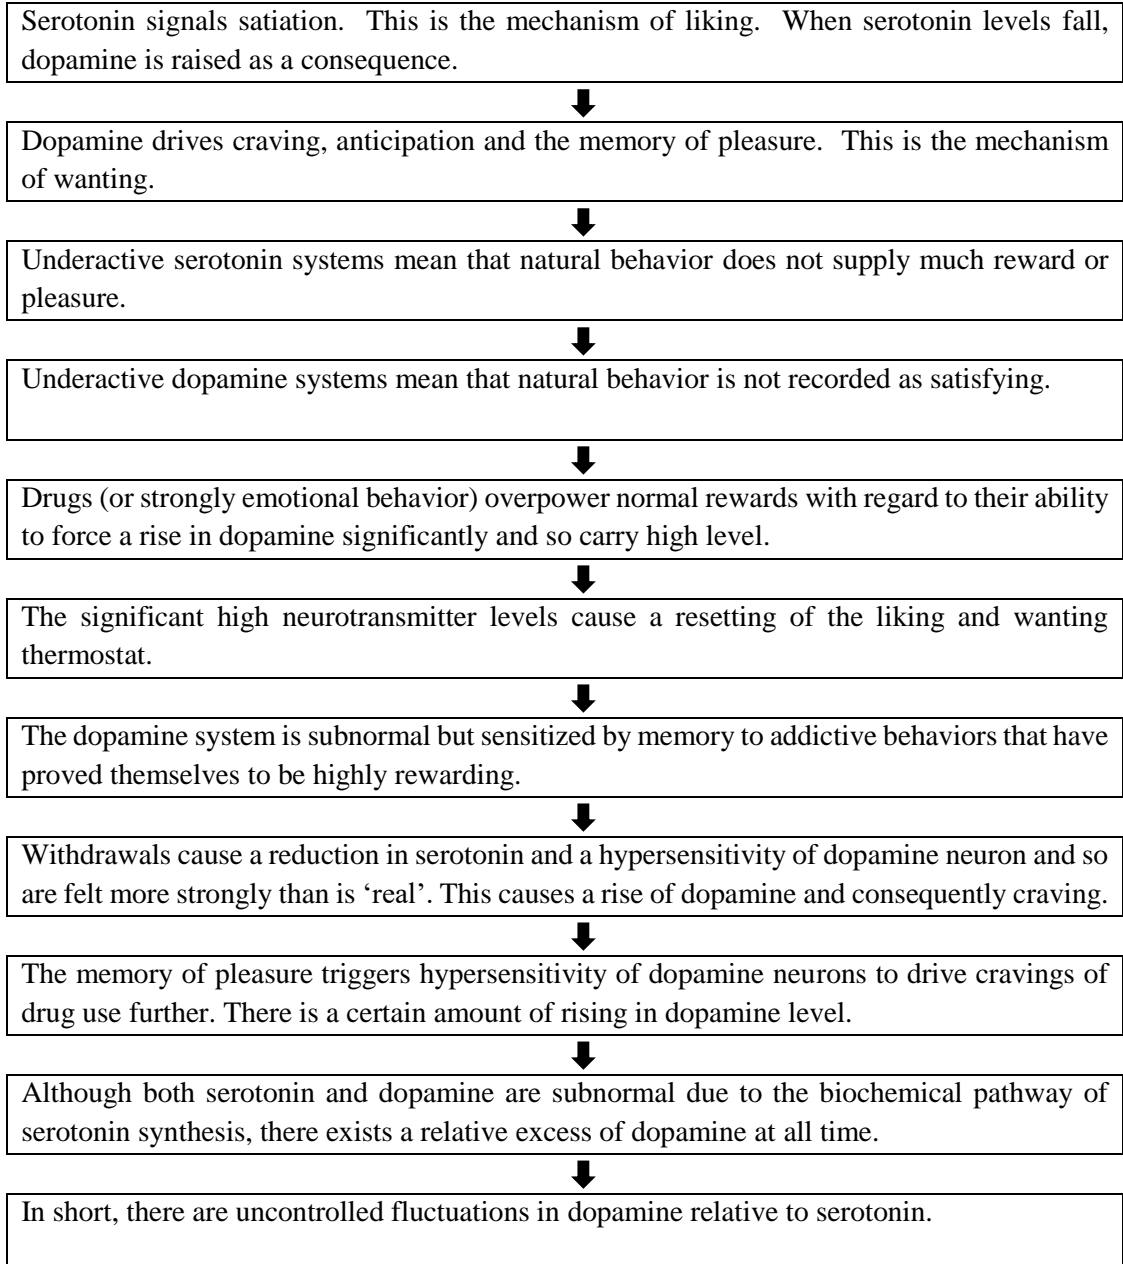 Serotonin signals satiation. This is the mechanism of liking. When serotonin levels fall,
dopamine is raised as a consequence.
Dopamine drives craving, anticipation and the memory of pleasure. This is the mechanism
of wanting.
Underactive serotonin systems mean that natural behavior does not supply much reward or
pleasure.
Underactive dopamine systems mean that natural behavior is not recorded as satisfying.
Drugs (or strongly emotional behavior) overpower normal rewards with regard to their ability
to force a rise in dopamine significantly and so carry high level.
The significant high neurotransmitter levels cause a resetting of the liking and wanting
thermostat.
The dopamine system is subnormal but sensitized by memory to addictive behaviors that have
proved themselves to be highly rewarding.
Withdrawals cause a reduction in serotonin and a hypersensitivity of dopamine neuron and so
are felt more strongly than is ‘real’. This causes a rise of dopamine and consequently craving.
The memory of pleasure triggers hypersensitivity of dopamine neurons to drive cravings of
drug use further. There is a certain amount of rising in dopamine level.
Although both serotonin and dopamine are subnormal due to the biochemical pathway of
serotonin synthesis, there exists a relative excess of dopamine at all time.
In short, there are uncontrolled fluctuations in dopamine relative to serotonin.